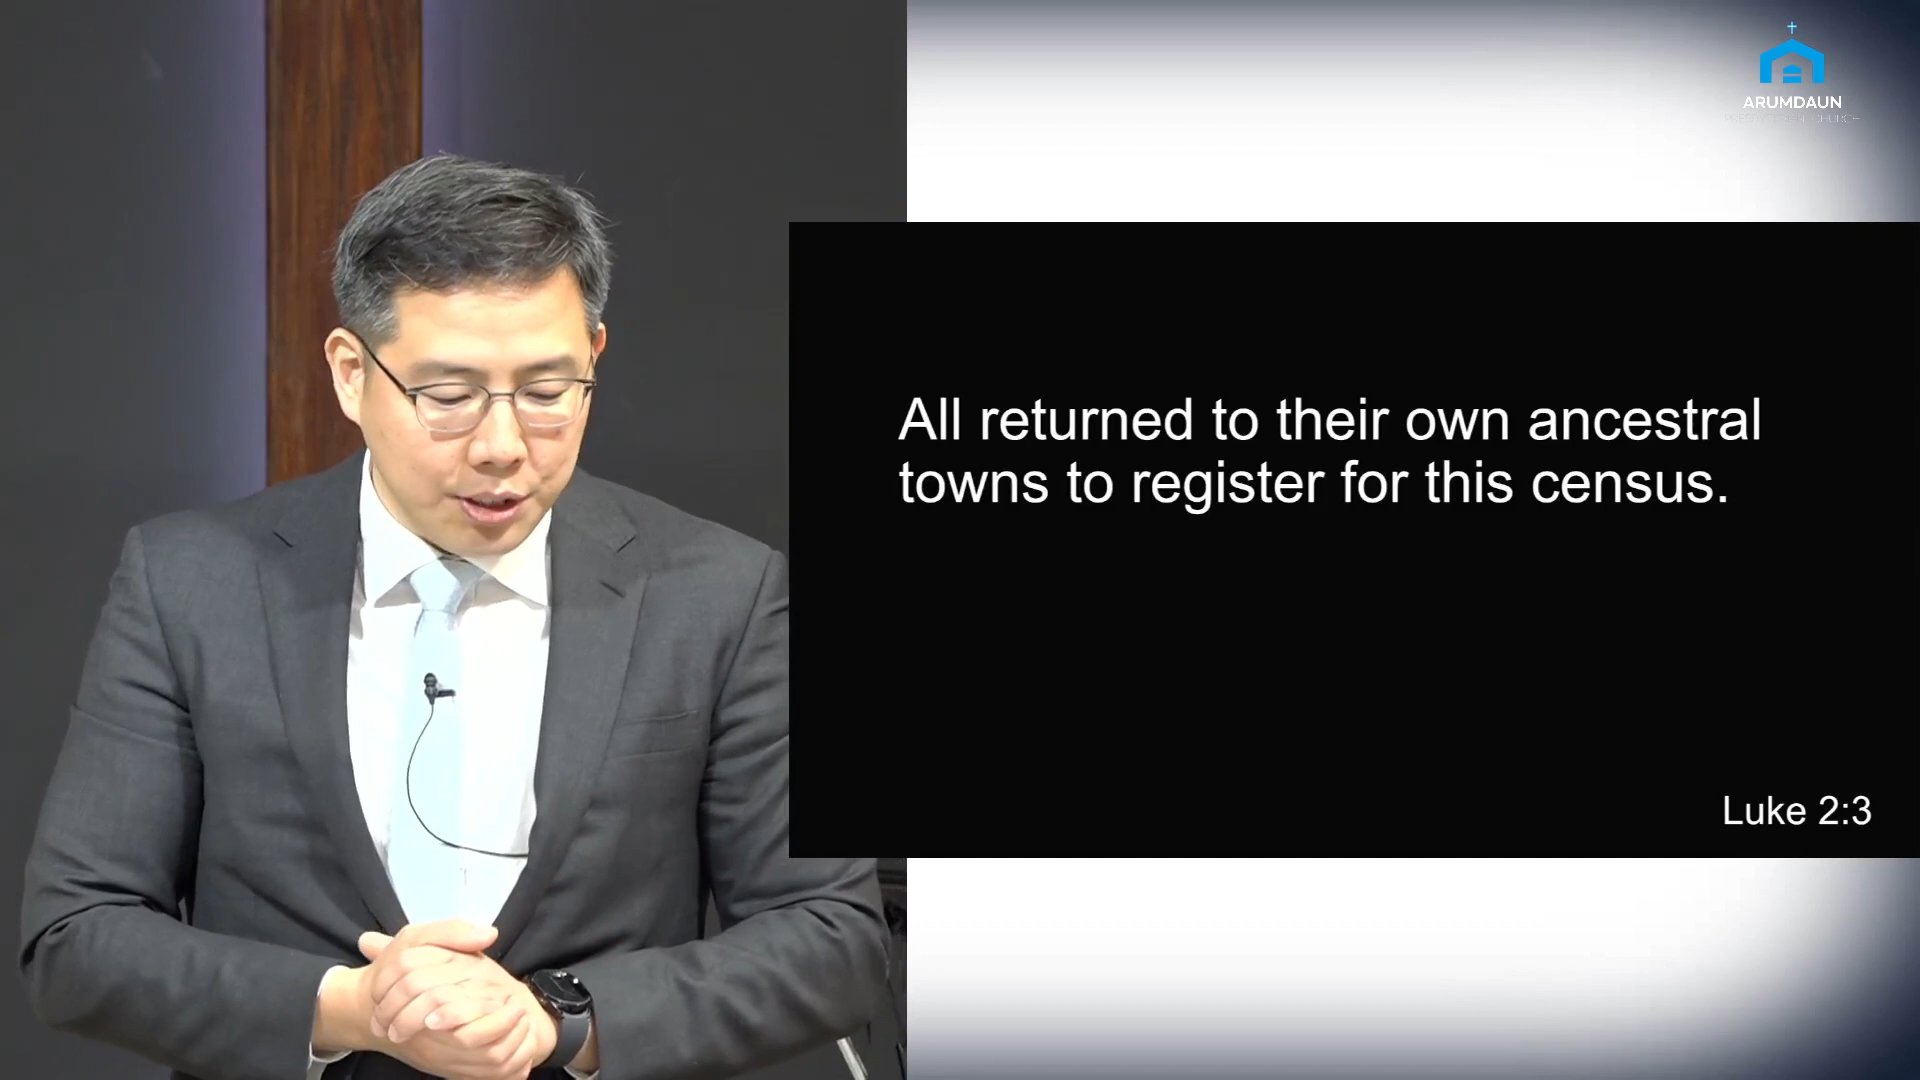 ARUMDAUN
All returned to their own ancestral
towns to register for this census.
Luke 2:3